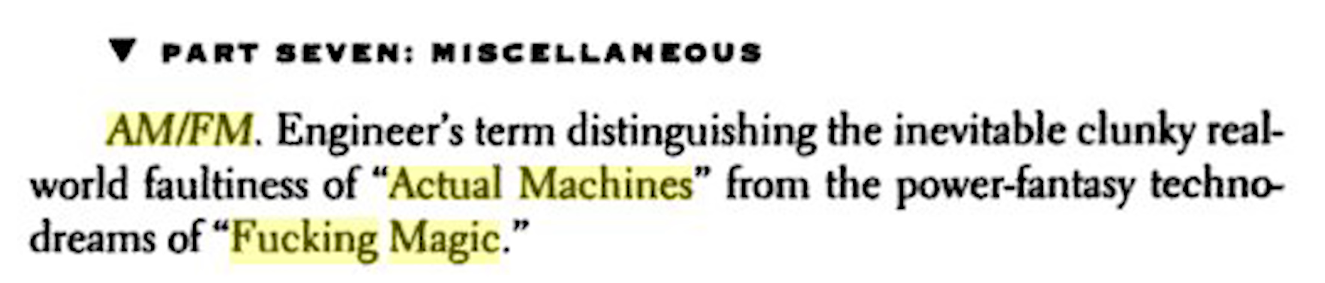 ▼ PART SEVEN: MISCELLANEOUS
AM/FM. Engineer's term distinguishing the inevitable clunky real-
world faultiness of “Actual Machines” from the power-fantasy techno-
dreams of “Fucking Magic.”